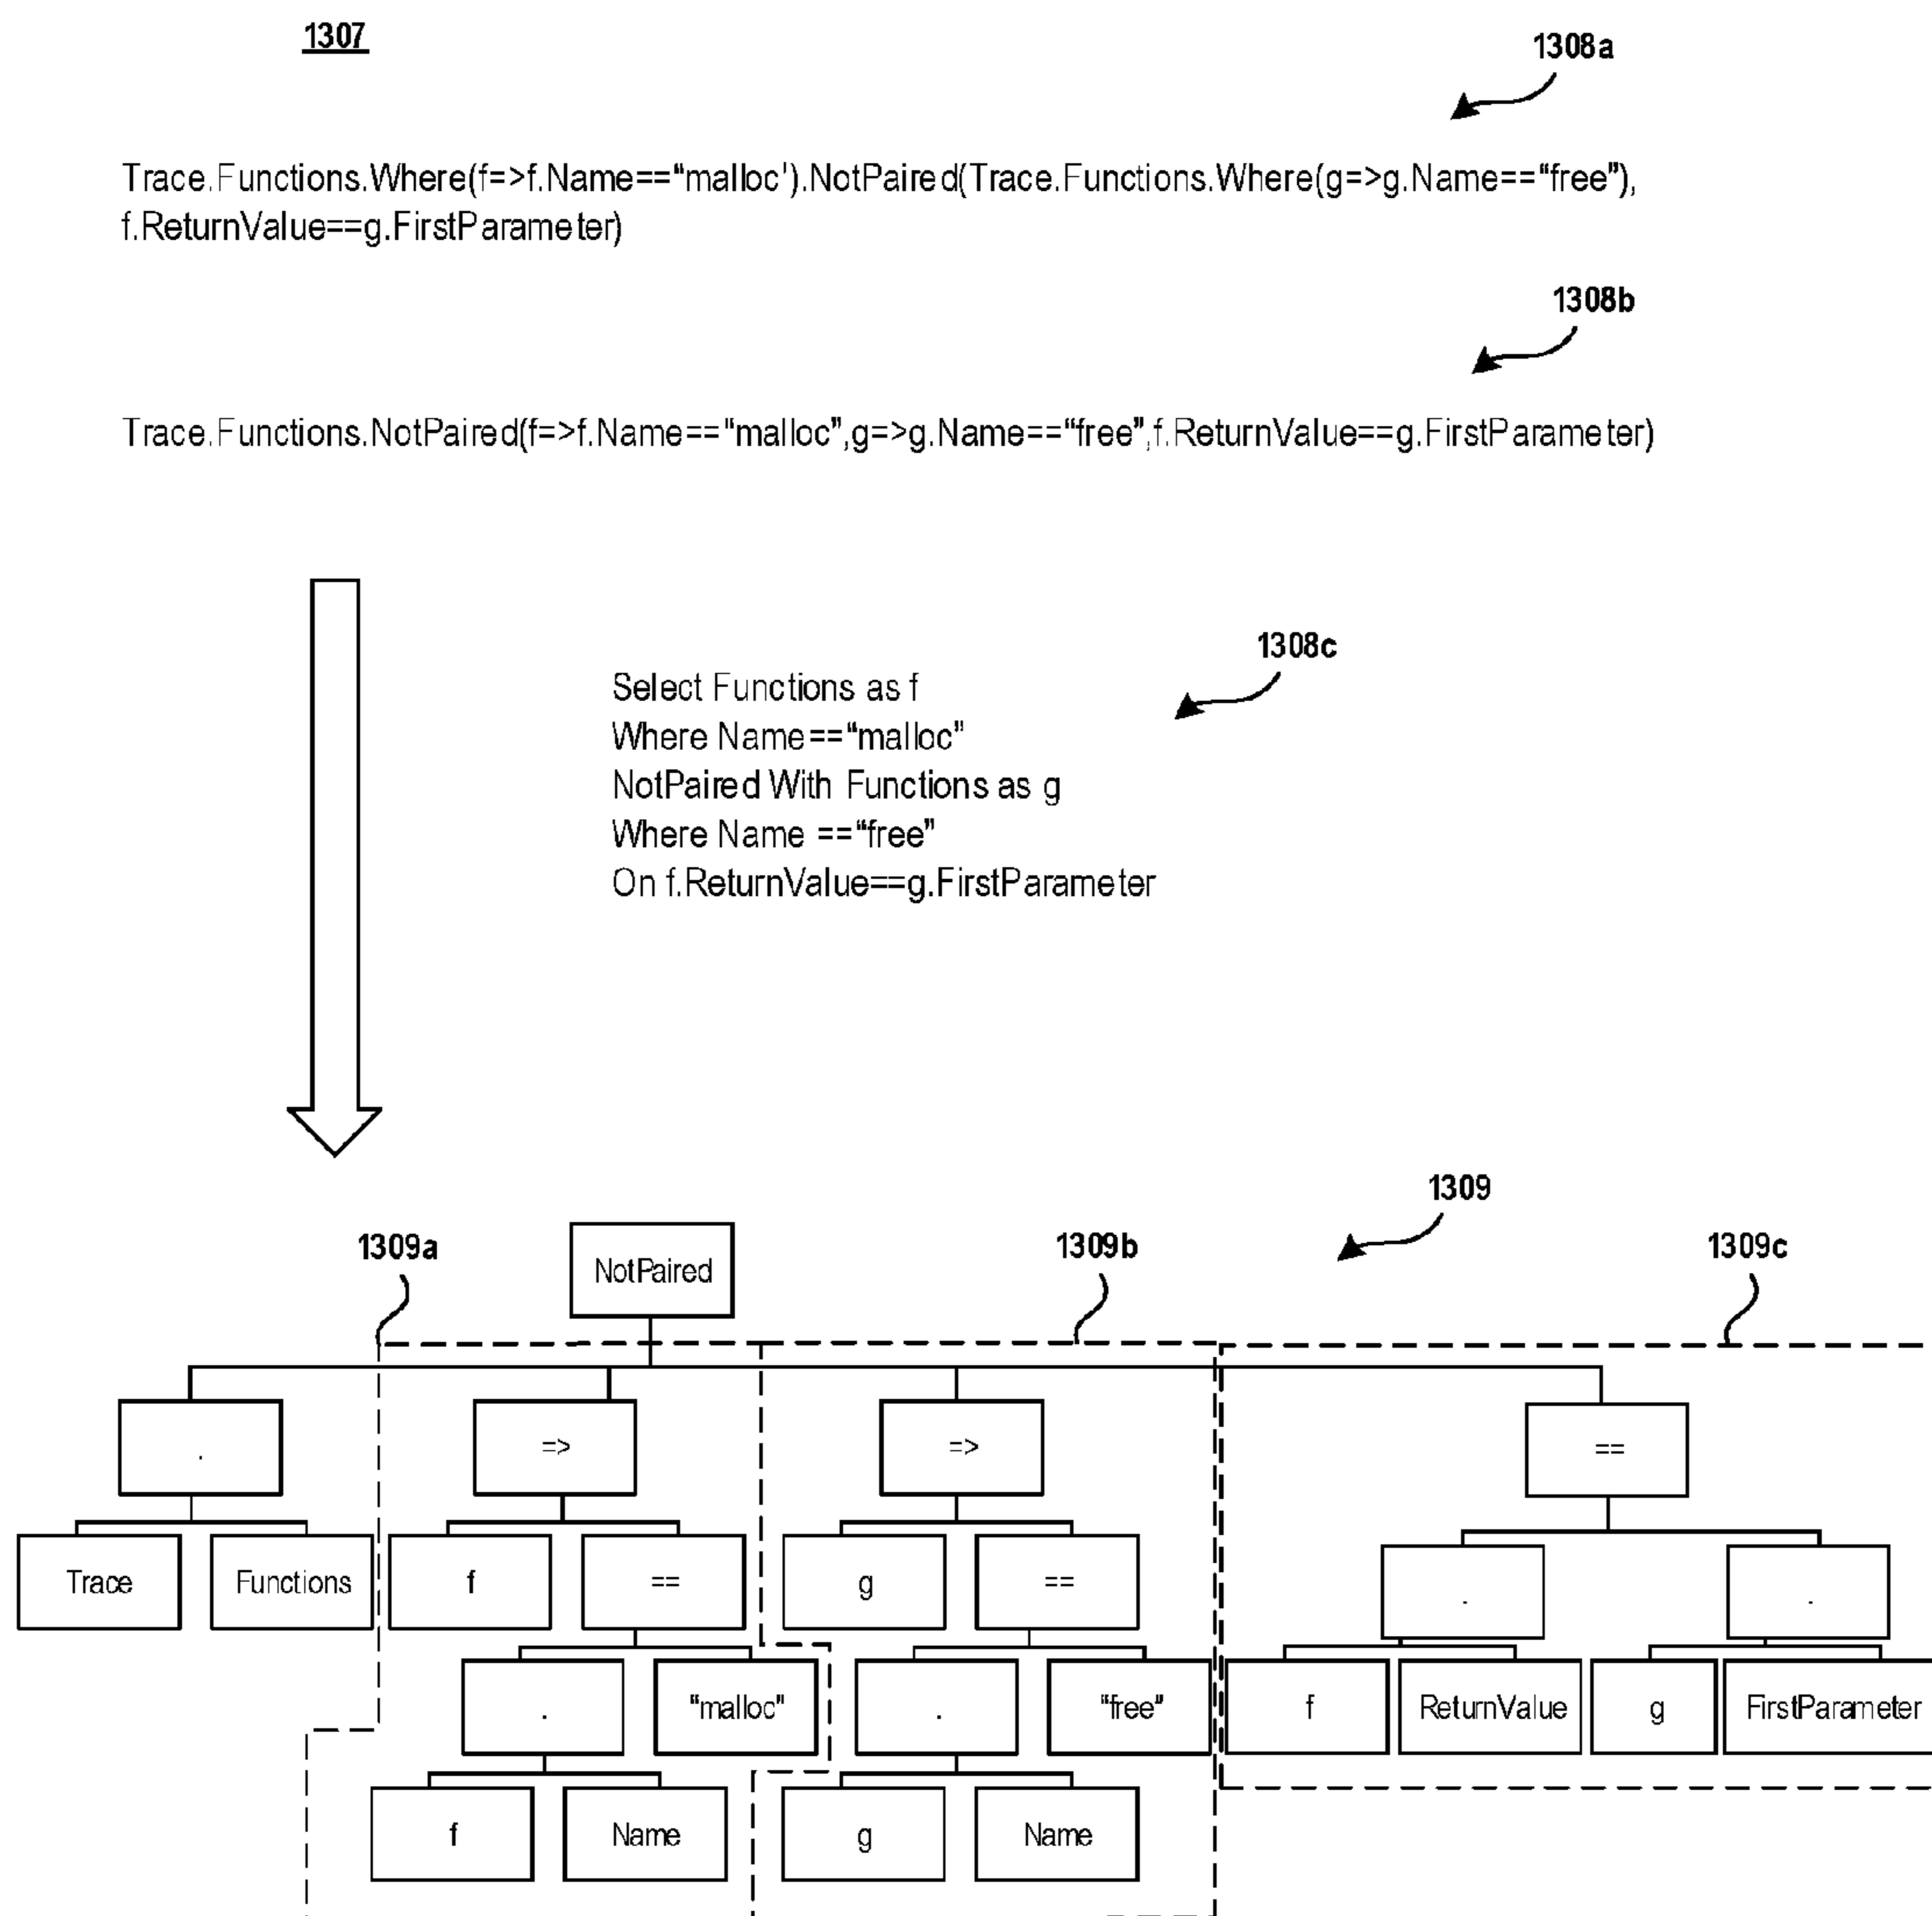 1307
1308a
Trace.Functions.Where(f=>f.Name=="malloc').NotPaired(Trace.Functions.Where(g=>g.Name=="free"),
f.ReturnValue==g.FirstParameter)
1308b
Trace.Functions.NotPaired(f=>f.Name=="malloc",g=>g.Name=="free",f.ReturnValue==g.FirstParameter)
1308c
Select Functions as f
Where Name=="malloc"
NotPaired With Functions as g
Where Name =="free"
On f.ReturnValue==g.FirstParameter
1309
1309a
NotPaired
1309b
1309c
.
=>
=>
==
Trace
Functions
f
==
g
==
.
.
.
"malloc"
.
"free"
f
ReturnValue
g
FirstParameter
f
Name
g
Name